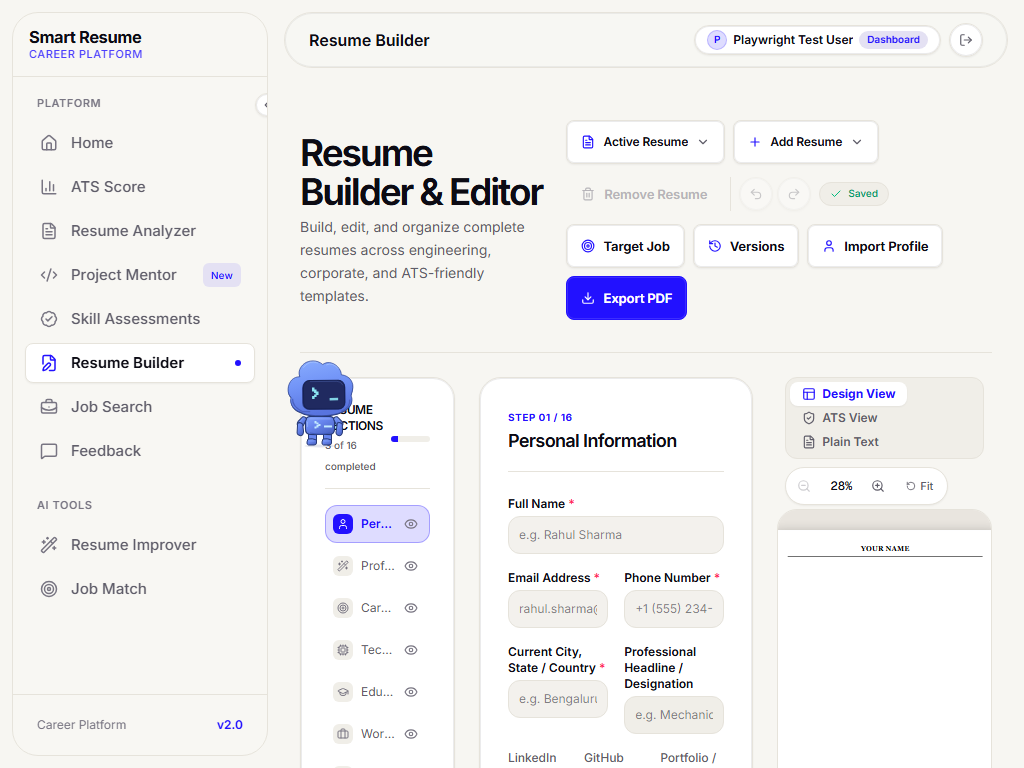 Smart Resume
CAREER PLATFORM
PLATFORM
Home
ATS Score
Resume Analyzer
Project Mentor
New
Skill Assessments
Resume Builder
Job Search
Feedback
AI TOOLS
Resume Improver
Job Match
Career Platform
v2.0
Resume Builder
P
Playwright Test User
Dashboard
Resume
Builder & Editor
Build, edit, and organize complete
resumes across engineering,
corporate, and ATS-friendly
templates.
Active Resume
Add Resume
Remove Resume
Saved
Target Job
Versions
Import Profile
Export PDF
of 16
completed
Per...
Prof...
Car...
Tec...
Edu...
Wor...
STEP 01 / 16
Personal Information
Full Name *
e.g. Rahul Sharma
Email Address *
rahul.sharma@
Phone Number *
+1 (555) 234-
Current City,
State / Country *
e.g. Bengaluru
Professional
Headline /
Designation
e.g. Mechanic
LinkedIn
GitHub
Portfolio /
Design View
ATS View
Plain Text
28%
Fit
YOUR NAME